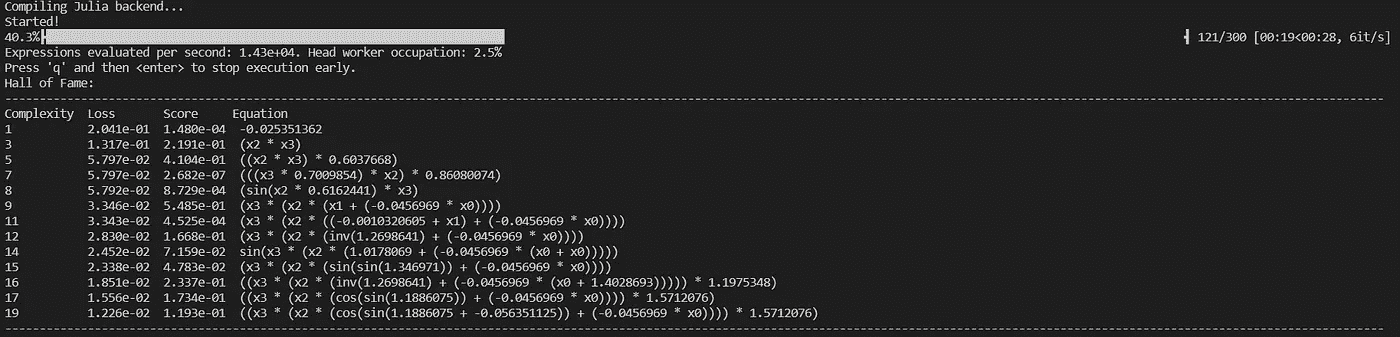 Compiling Julia backend...
Started!
40.3% 121/300 [00:19<00:28, 6it/s]
Expressions evaluated per second: 1.43e+04. Head worker occupation: 2.5%
Press 'q' and then <enter> to stop execution early.
Hall of Fame:
-----------------------------------------------------------------------------------------
Complexity  Loss       Score     Equation
1           2.041e-01  1.480e-04  -0.025351362
3           1.317e-01  2.191e-01  (x2 * x3)
5           5.797e-02  4.104e-01  ((x2 * x3) * 0.6037668)
7           5.797e-02  2.682e-07  (((x3 * 0.7009854) * x2) * 0.86080074)
8           5.792e-02  8.729e-04  (sin(x2 * 0.6162441) * x3)
9           3.346e-02  5.485e-01  (x3 * (x2 * (x1 + (-0.0456969 * x0))))
11          3.343e-02  4.525e-04  (x3 * (x2 * ((-0.0010320605 + x1) + (-0.0456969 * x0))))
12          2.830e-02  1.668e-01  (x3 * (x2 * (inv(1.2698641) + (-0.0456969 * x0))))
14          2.452e-02  7.159e-02  sin(x3 * (x2 * (1.0178069 + (-0.0456969 * (x0 + x0)))))
15          2.338e-02  4.783e-02  (x3 * (x2 * (sin(sin(1.346971)) + (-0.0456969 * x0))))
16          1.851e-02  2.337e-01  ((x3 * (x2 * (inv(1.2698641) + (-0.0456969 * (x0 + 1.4028693))))) * 1.1975348)
17          1.556e-02  1.734e-01  ((x3 * (x2 * (cos(sin(1.1886075)) + (-0.0456969 * x0)))) * 1.5712076)
19          1.226e-02  1.193e-01  ((x3 * (x2 * (cos(sin(1.1886075 + -0.056351125)) + (-0.0456969 * x0)))) * 1.5712076)
-----------------------------------------------------------------------------------------